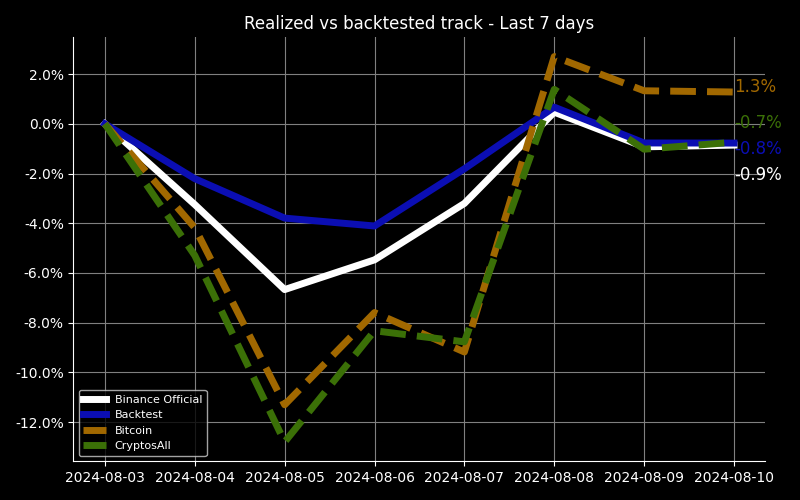 Realized vs backtested track - Last 7 days
2.0%
0.0%
-2.0%
-4.0%
-6.0%
-8.0%
-10.0%
-12.0%
1.3%
-0.7%
-0.8%
-0.9%
Binance Official
Backtest
Bitcoin
CryptosAll
2024-08-03 2024-08-04 2024-08-05 2024-08-06 2024-08-07 2024-08-08 2024-08-09 2024-08-10